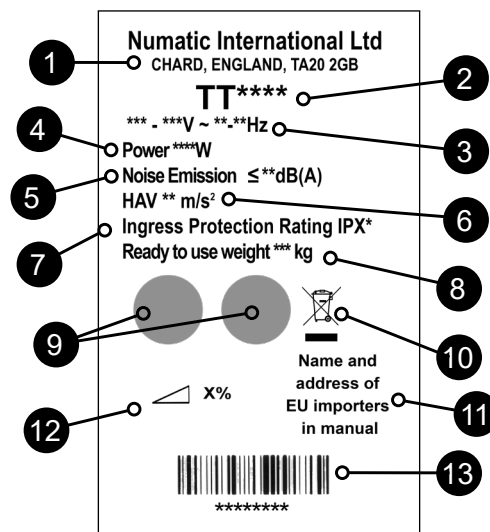 Numatic International Ltd
1
CHARD, ENGLAND, TA20 2GB
TT****
2
*** - ***V ~ **-**Hz
3
4
Power ****W
5
Noise Emission ≤**dB(A)
HAV ** m/s²
6
7
Ingress Protection Rating IPX*
Ready to use weight *** kg
8
9
10
Name and
address of
EU importers
in manual
11
12
X%
13
********